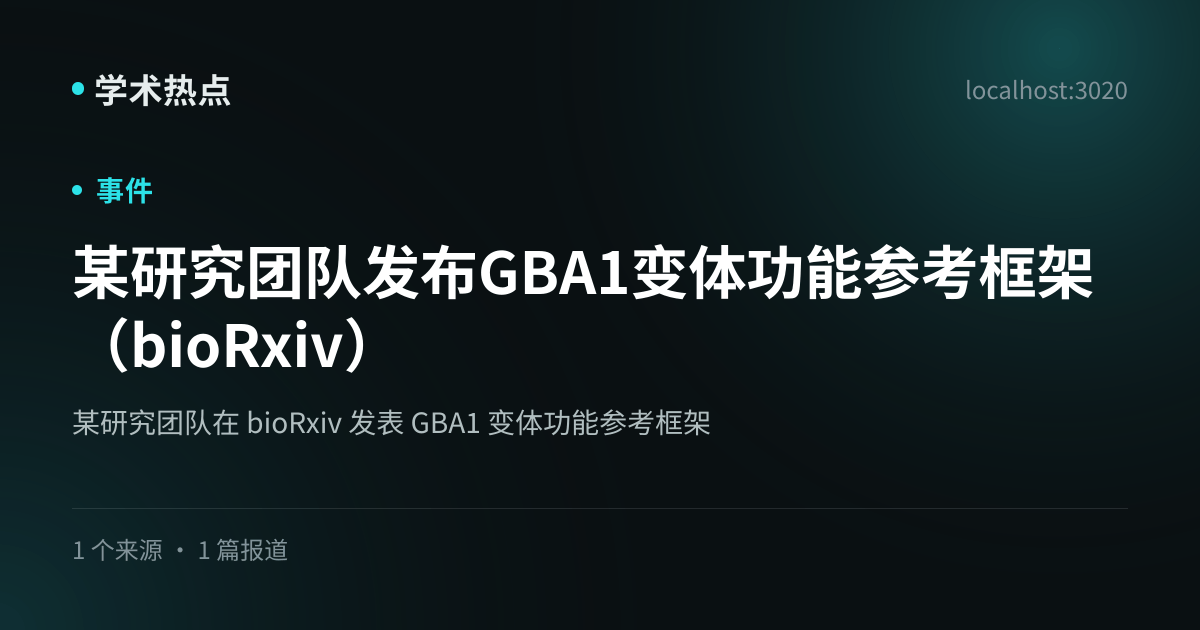 学术热点
localhost:3020
事件
某研究团队发布GBA1变体功能参考框架
（bioRxiv）
某研究团队在 bioRxiv 发表 GBA1 变体功能参考框架
1 个来源 · 1 篇报道